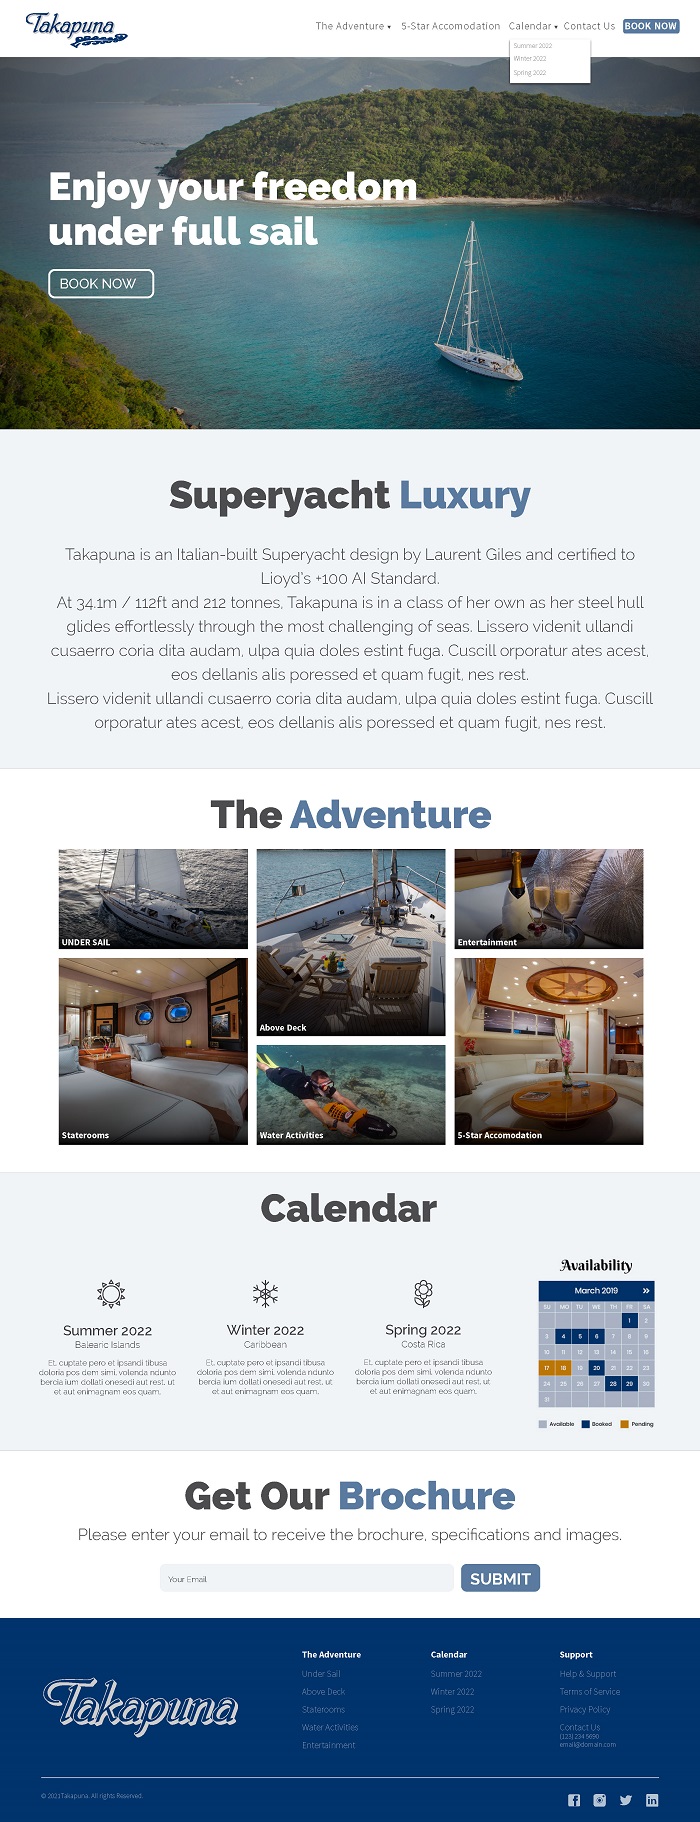 Takapuna
The Adventure ▾ 5-Star Accomodation Calendar ▾ Contact Us BOOK NOW
Summer 2022
Winter 2022
Spring 2022
Enjoy your freedom
under full sail
BOOK NOW
Superyacht Luxury
Takapuna is an Italian-built Superyacht design by Laurent Giles and certified to
Lioyd's +100 AI Standard.
At 34.1m / 112ft and 212 tonnes, Takapuna is in a class of her own as her steel hull
glides effortlessly through the most challenging of seas. Lissero videnit ullandi
cusaerro coria dita audam, ulpa quia doles estint fuga. Cuscill orporatur ates acest,
eos dellanis alis poressed et quam fugit, nes rest.
Lissero videnit ullandi cusaerro coria dita audam, ulpa quia doles estint fuga. Cuscill
orporatur ates acest, eos dellanis alis poressed et quam fugit, nes rest.
The Adventure
UNDER SAIL
Above Deck
Entertainment
Staterooms
Water Activities
5-Star Accomodation
Calendar
Summer 2022
Balearic Islands
Et, cuptate pero et ipsandi tibusa
doloria pos dem simi, volenda ndunto
bercia ium dollati onesedi aut rest, ut
et aut enimagnam eos quam,
Winter 2022
Caribbean
Et, cuptate pero et ipsandi tibusa
doloria pos dem simi, volenda ndunto
bercia ium dollati onesedi aut rest, ut
et aut enimagnam eos quam,
Spring 2022
Costa Rica
Et, cuptate pero et ipsandi tibusa
doloria pos dem simi, volenda ndunto
bercia ium dollati onesedi aut rest, ut
et aut enimagnam eos quam,
Availability
March 2019 »
SU MO TU WE TH FR SA
1 2
3 4 5 6 7 8 9
10 11 12 13 14 15 16
17 18 19 20 21 22 23
24 25 26 27 28 29 30
31
Available Booked Pending
Get Our Brochure
Please enter your email to receive the brochure, specifications and images.
Your Email
SUBMIT
Takapuna
The Adventure
Under Sail
Above Deck
Staterooms
Water Activities
Entertainment
Calendar
Summer 2022
Winter 2022
Spring 2022
Support
Help & Support
Terms of Service
Privacy Policy
Contact Us
(123) 234 5690
email@domain.com
© 2021Takapuna. All rights Reserved.